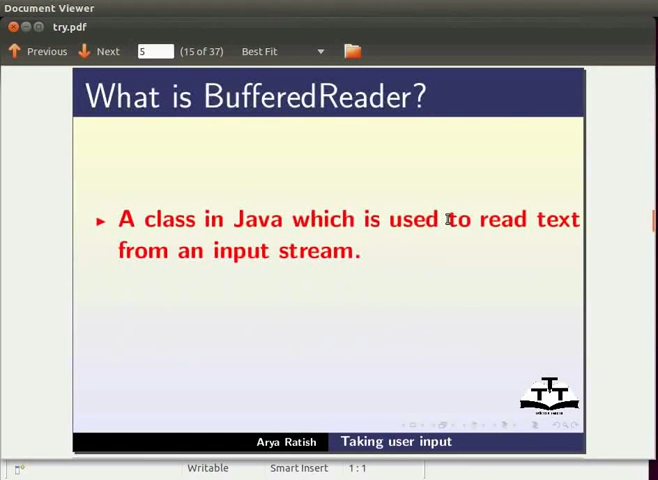 Document Viewer
try.pdf
Previous Next 5 (15 of 37) Best Fit
What is BufferedReader?
A class in Java which is used to read text
from an input stream.
Arya Ratish Taking user input
Writable Smart Insert 1 : 1